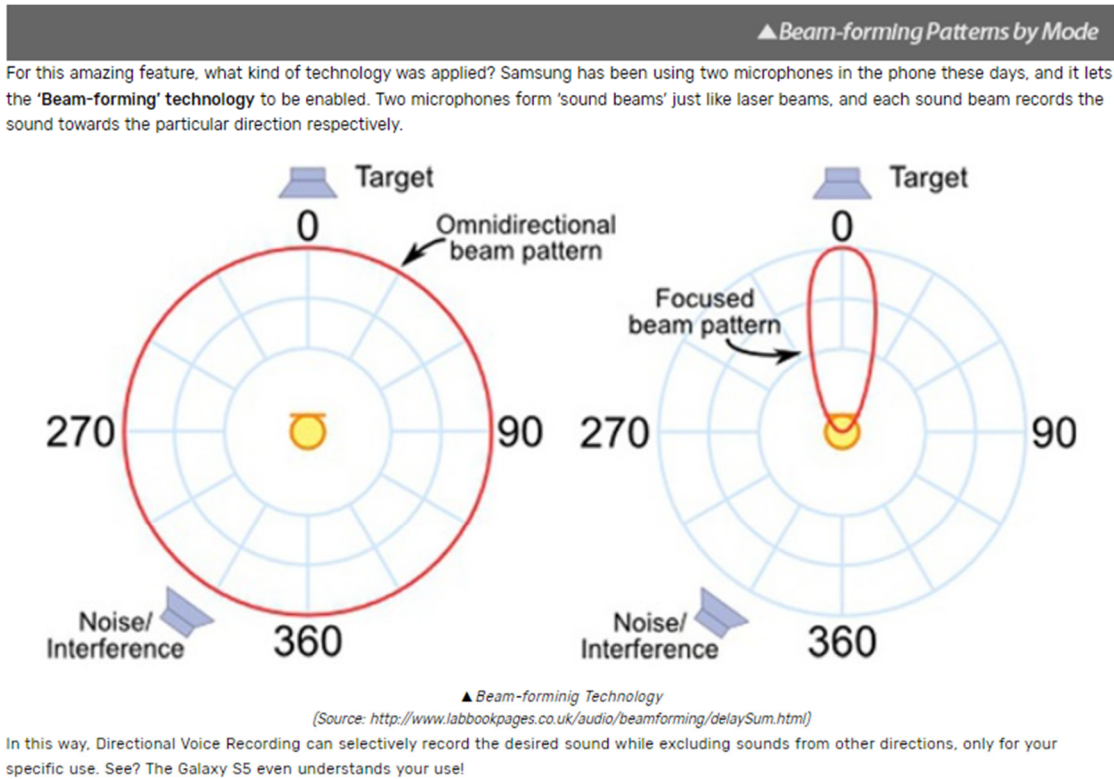 ▲Beam-forming Patterns by Mode
For this amazing feature, what kind of technology was applied? Samsung has been using two microphones in the phone these days, and it lets
the ‘Beam-forming’ technology to be enabled. Two microphones form ‘sound beams’ just like laser beams, and each sound beam records the
sound towards the particular direction respectively.
Target
0
Omnidirectional
beam pattern
270
90
Noise/
Interference
360
Target
0
Focused
beam pattern
270
90
Noise/
Interference
360
▲ Beam-forminig Technology
(Source: http://www.labbookpages.co.uk/audio/beamforming/delaySum.html)
In this way, Directional Voice Recording can selectively record the desired sound while excluding sounds from other directions, only for your
specific use. See? The Galaxy S5 even understands your use!